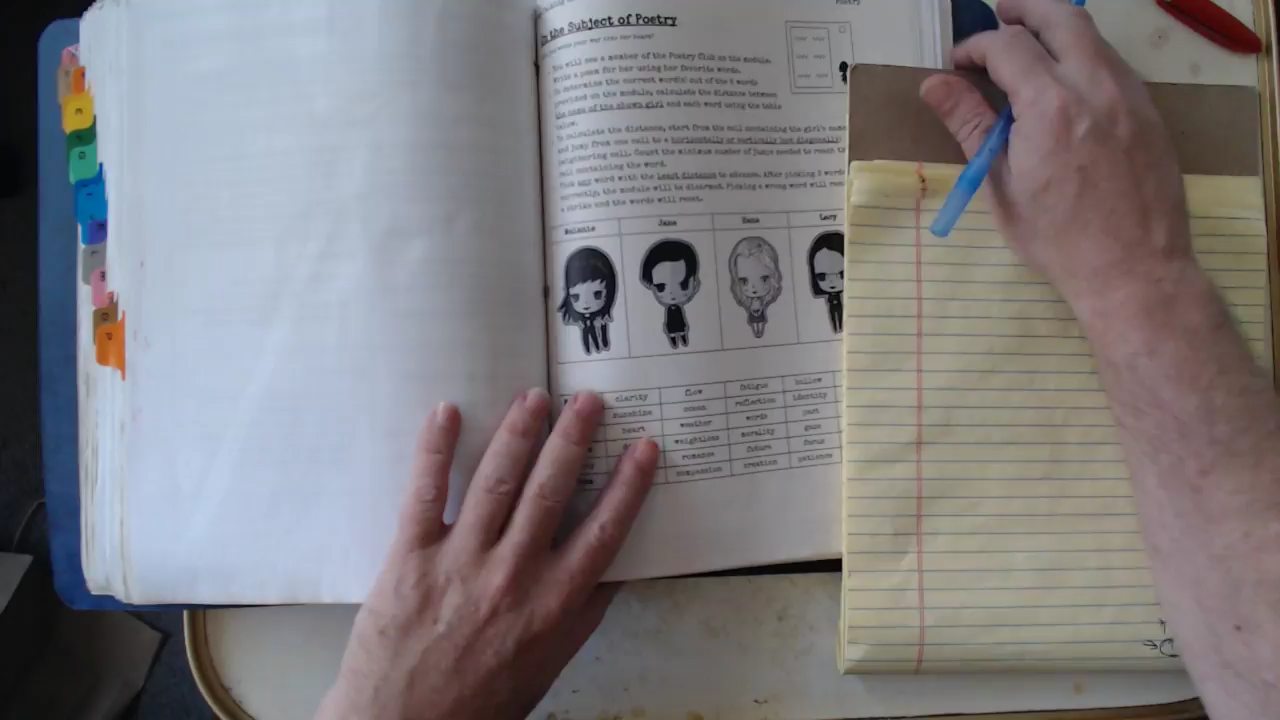 Poetry
the Subject of Poetry
You will see a member of the Poetry Club on the module.
Write a poem for her using her favorite words.
To determine the correct word(s) out of the 6 words
provided on the module, calculate the distance between
the name of the shown girl and each word using the table
below.
To calculate the distance, start from the cell containing the girl's name
and jump from one cell to a horizontally or vertically (not diagonally)
neighboring cell. Count the minimum number of jumps needed to reach
cell containing the word.
Pick any word with the least distance to advance. After picking 3 words
correctly, the module will be disarmed. Picking a wrong word will
a strike and the words will reset.
Melanie Jane Hana Lacy
clarity flow fatigue hollow
sunshine ocean reflection identity
heart weather words past
weightless morality gaze
romance future focus
compassion creation patience